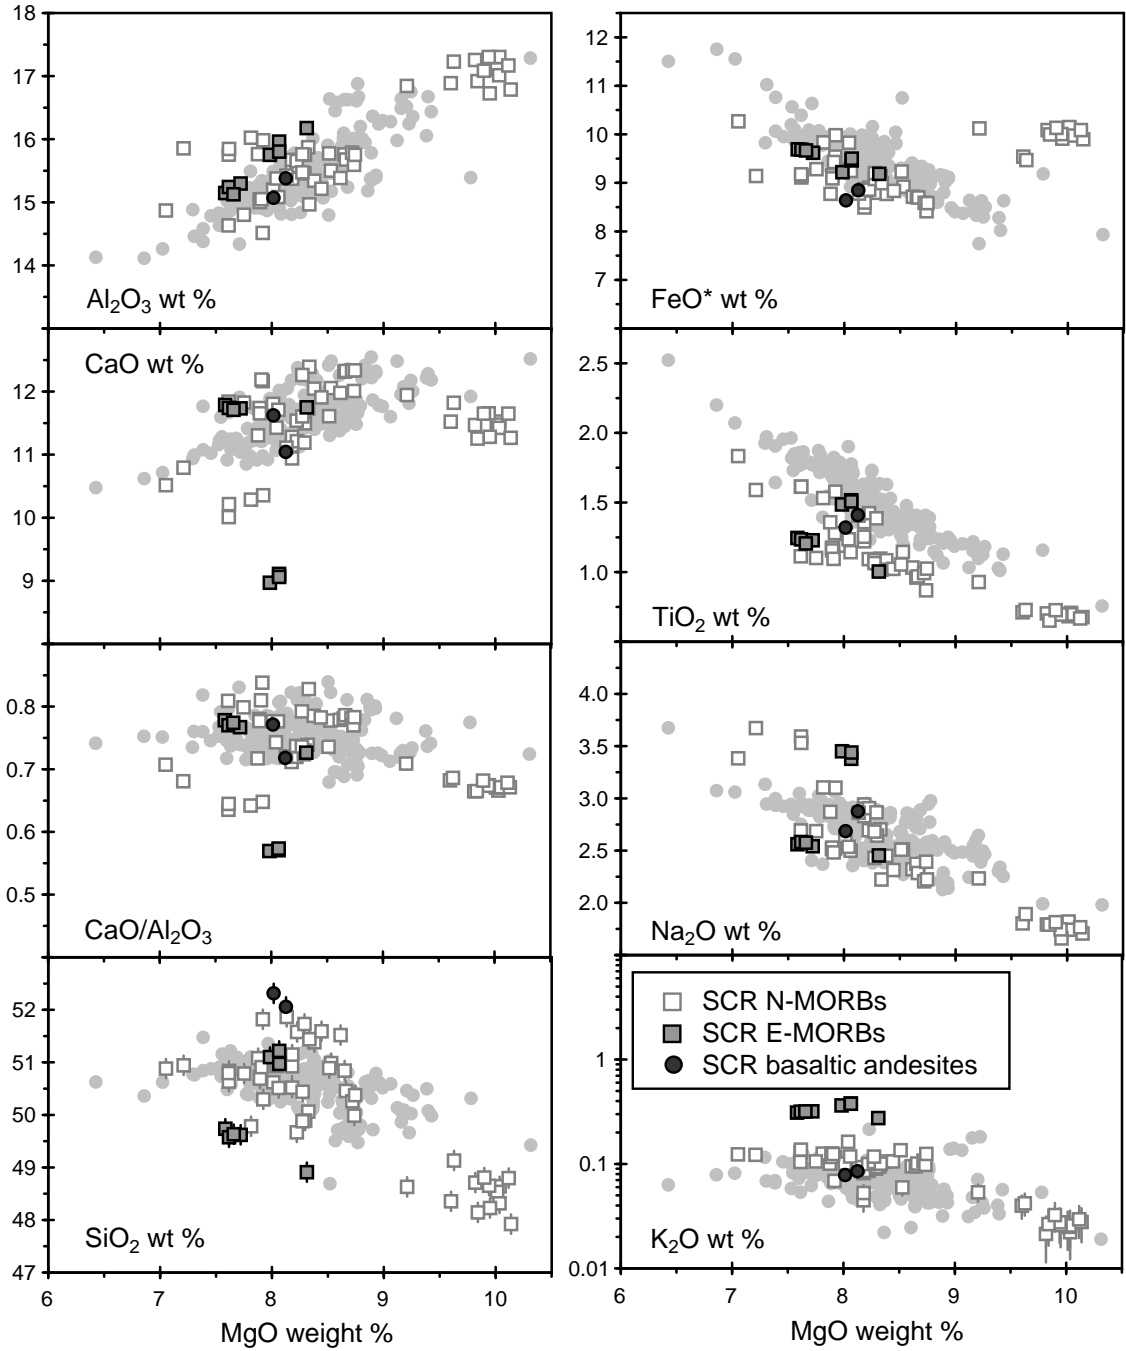 18
17
16
15
14
Al₂O₃ wt %
12
11
10
9
CaO wt %
0.8
0.7
0.6
0.5
CaO/Al₂O₃
52
51
50
49
48
47
SiO₂ wt %
6 7 8 9 10
MgO weight %
12
11
10
9
8
7
FeO* wt %
2.5
2.0
1.5
1.0
TiO₂ wt %
4.0
3.5
3.0
2.5
2.0
Na₂O wt %
SCR N-MORBs
SCR E-MORBs
SCR basaltic andesites
1
0.1
0.01
K₂O wt %
6 7 8 9 10
MgO weight %